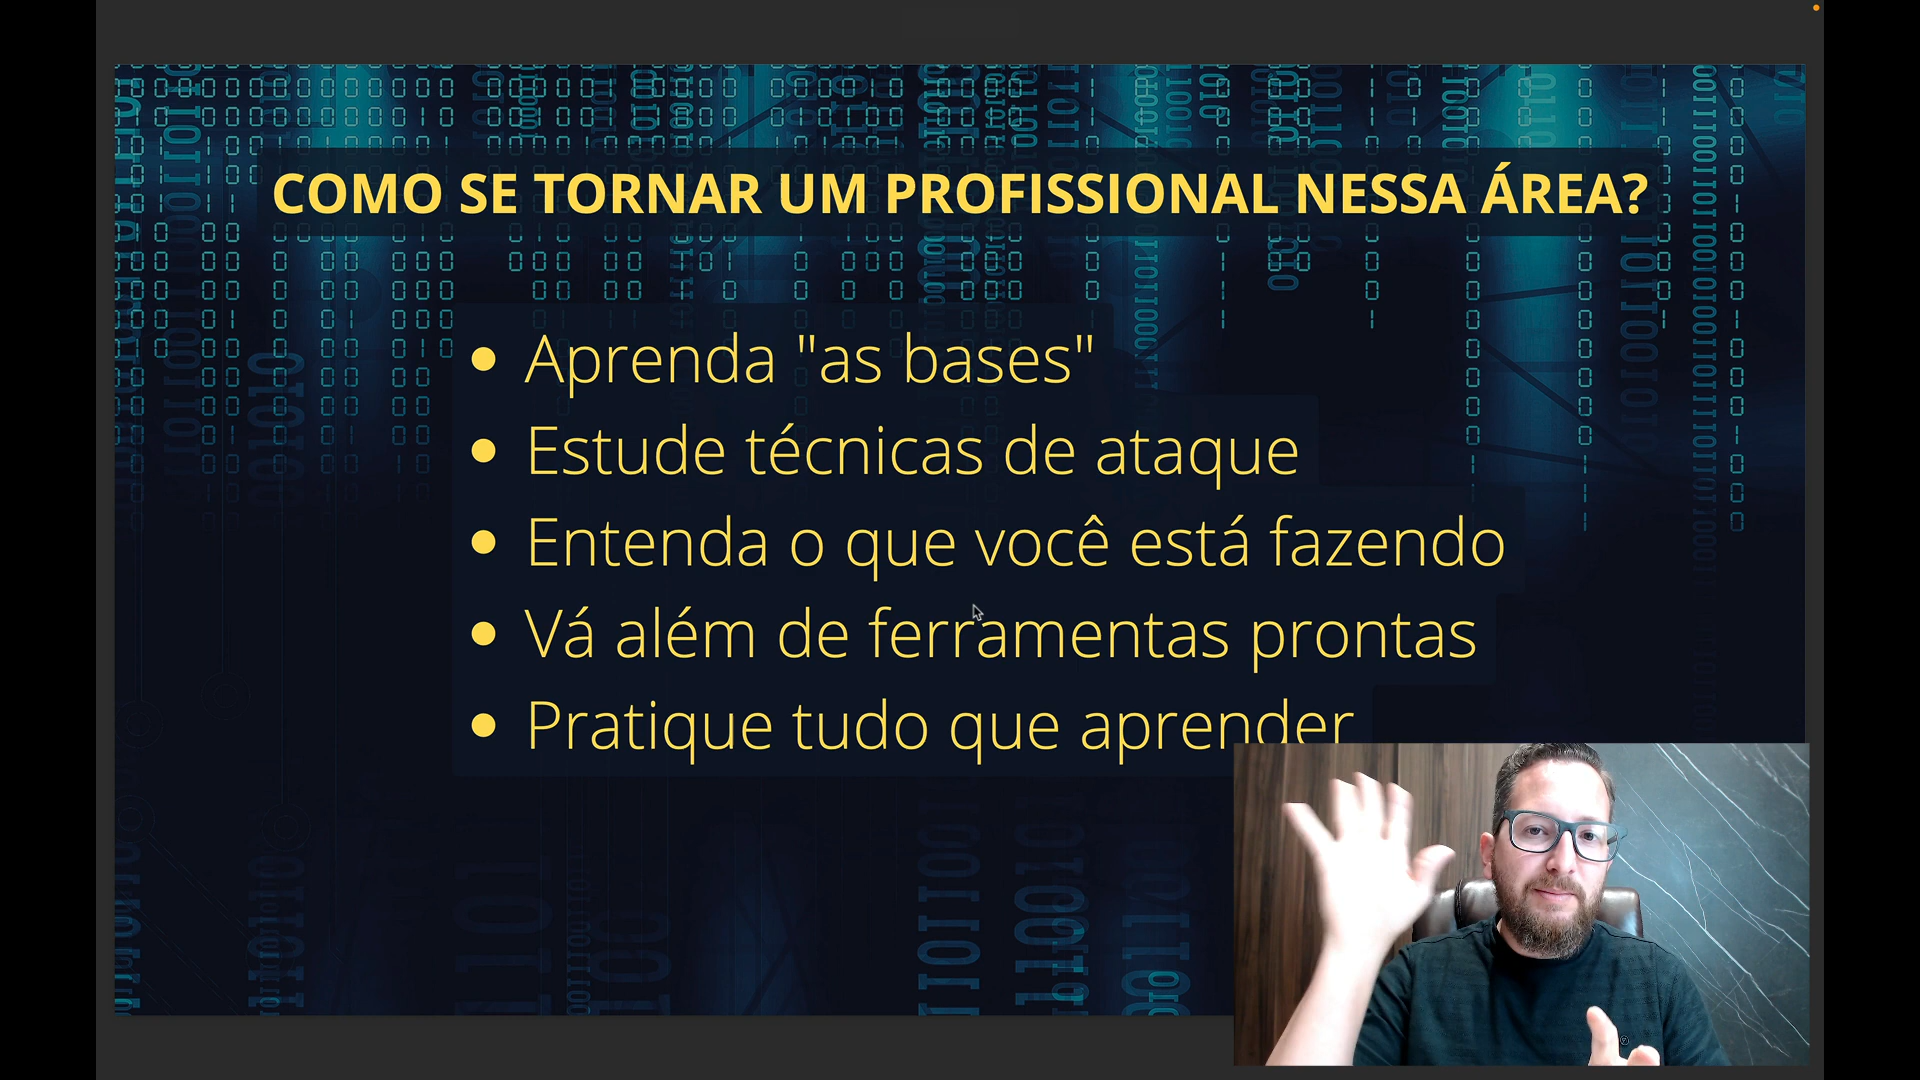 COMO SE TORNAR UM PROFISSIONAL NESSA ÁREA?
• Aprenda "as bases"
• Estude técnicas de ataque
• Entenda o que você está fazendo
• Vá além de ferramentas prontas
• Pratique tudo que aprender